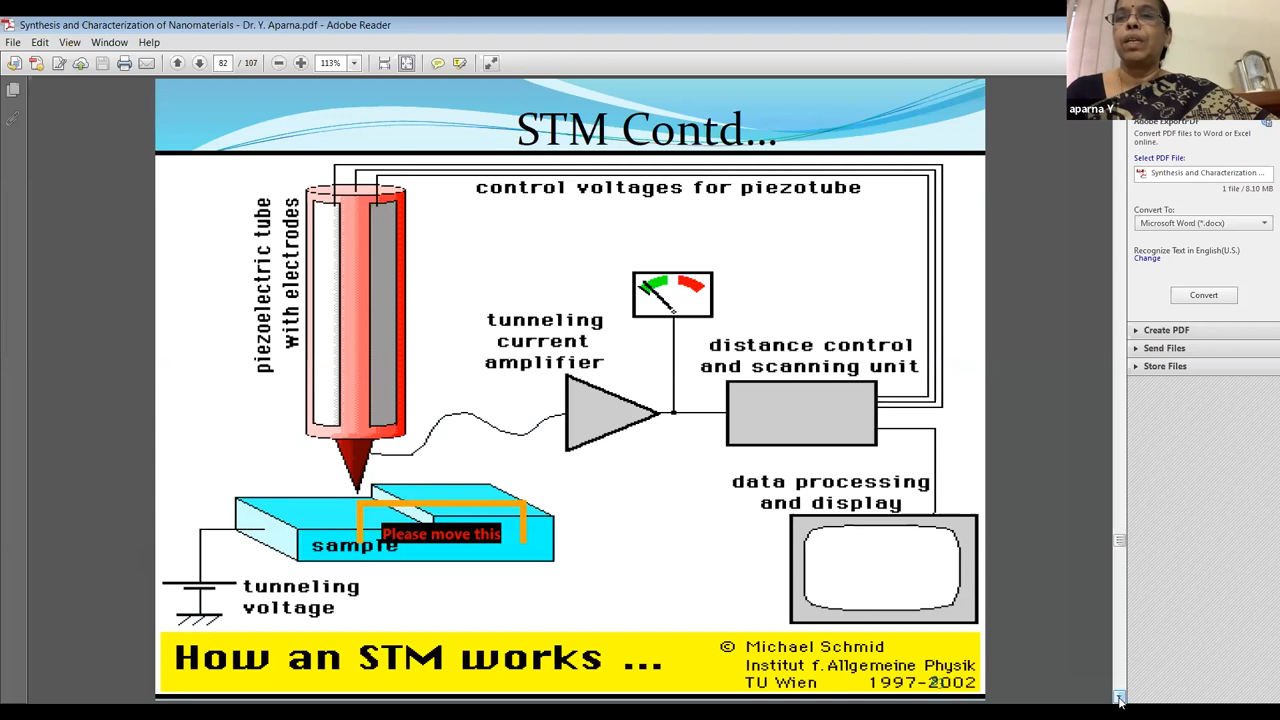 Synthesis and Characterization of Nanomaterials - Dr. Y. Aparna.pdf - Adobe Reader
File Edit View Window Help
82 / 107 113%
aparna Y
STM Contd...
control voltages for piezotube
piezoelectric tube
with electrodes
tunneling
current
amplifier
distance control
and scanning unit
data processing
and display
sample
Please move this
tunneling
voltage
How an STM works ...
© Michael Schmid
Institut f. Allgemeine Physik
TU Wien 1997-2002
Adobe ExportPDF
Convert PDF files to Word or Excel
online.
Select PDF File:
Synthesis and Characterization ...
1 file / 8.10 MB
Convert To:
Microsoft Word (*.docx)
Recognize Text in English(U.S.)
Change
Convert
Create PDF
Send Files
Store Files